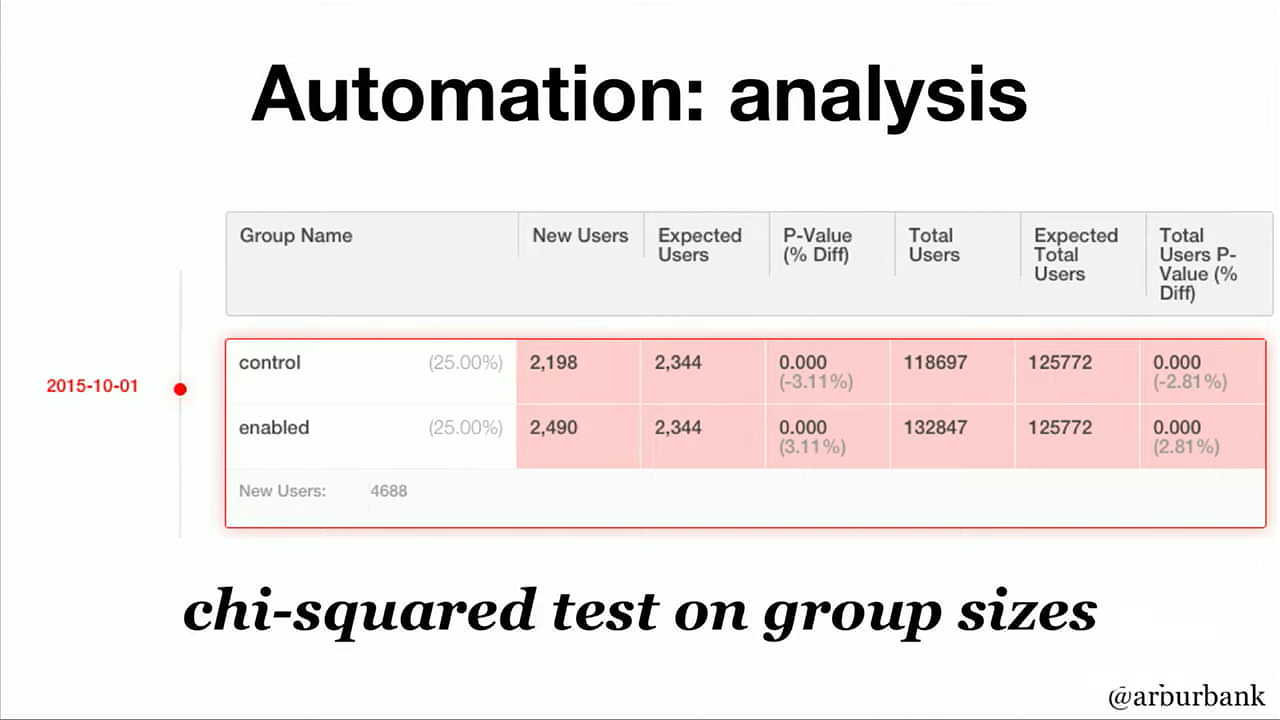 Automation: analysis
Group Name New Users Expected Users P-Value (% Diff) Total Users Expected Total Users Total Users P-Value (% Diff)
2015-10-01
control (25.00%) 2,198 2,344 0.000 (-3.11%) 118697 125772 0.000 (-2.81%)
enabled (25.00%) 2,490 2,344 0.000 (3.11%) 132847 125772 0.000 (2.81%)
New Users: 4688
chi-squared test on group sizes
@arburbank